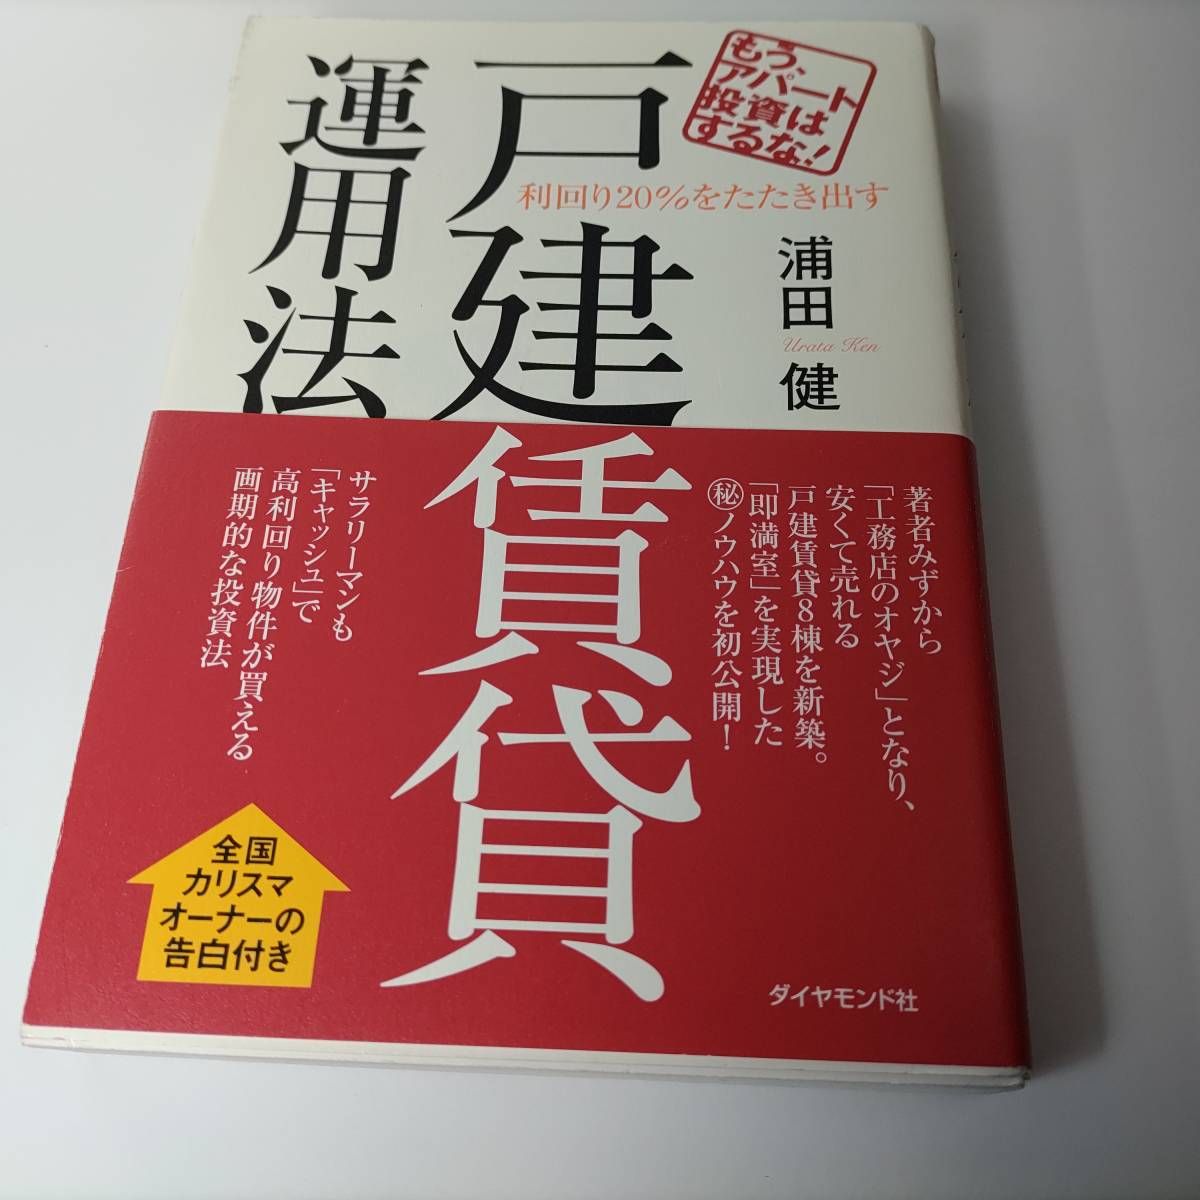 もう、
アパート
投資は
するな!
利回り20%をたたき出す
戸建賃貸
運用法
浦田 健
Urata Ken
著者みずから
「工務店のオヤジ」となり、
安くて売れる
戸建賃貸8棟を新築。
「即満室」を実現した
㊙ノウハウを初公開!
サラリーマンも
「キャッシュ」で
高利回り物件が買える
画期的な投資法
全国
カリスマ
オーナーの
告白付き
ダイヤモンド社